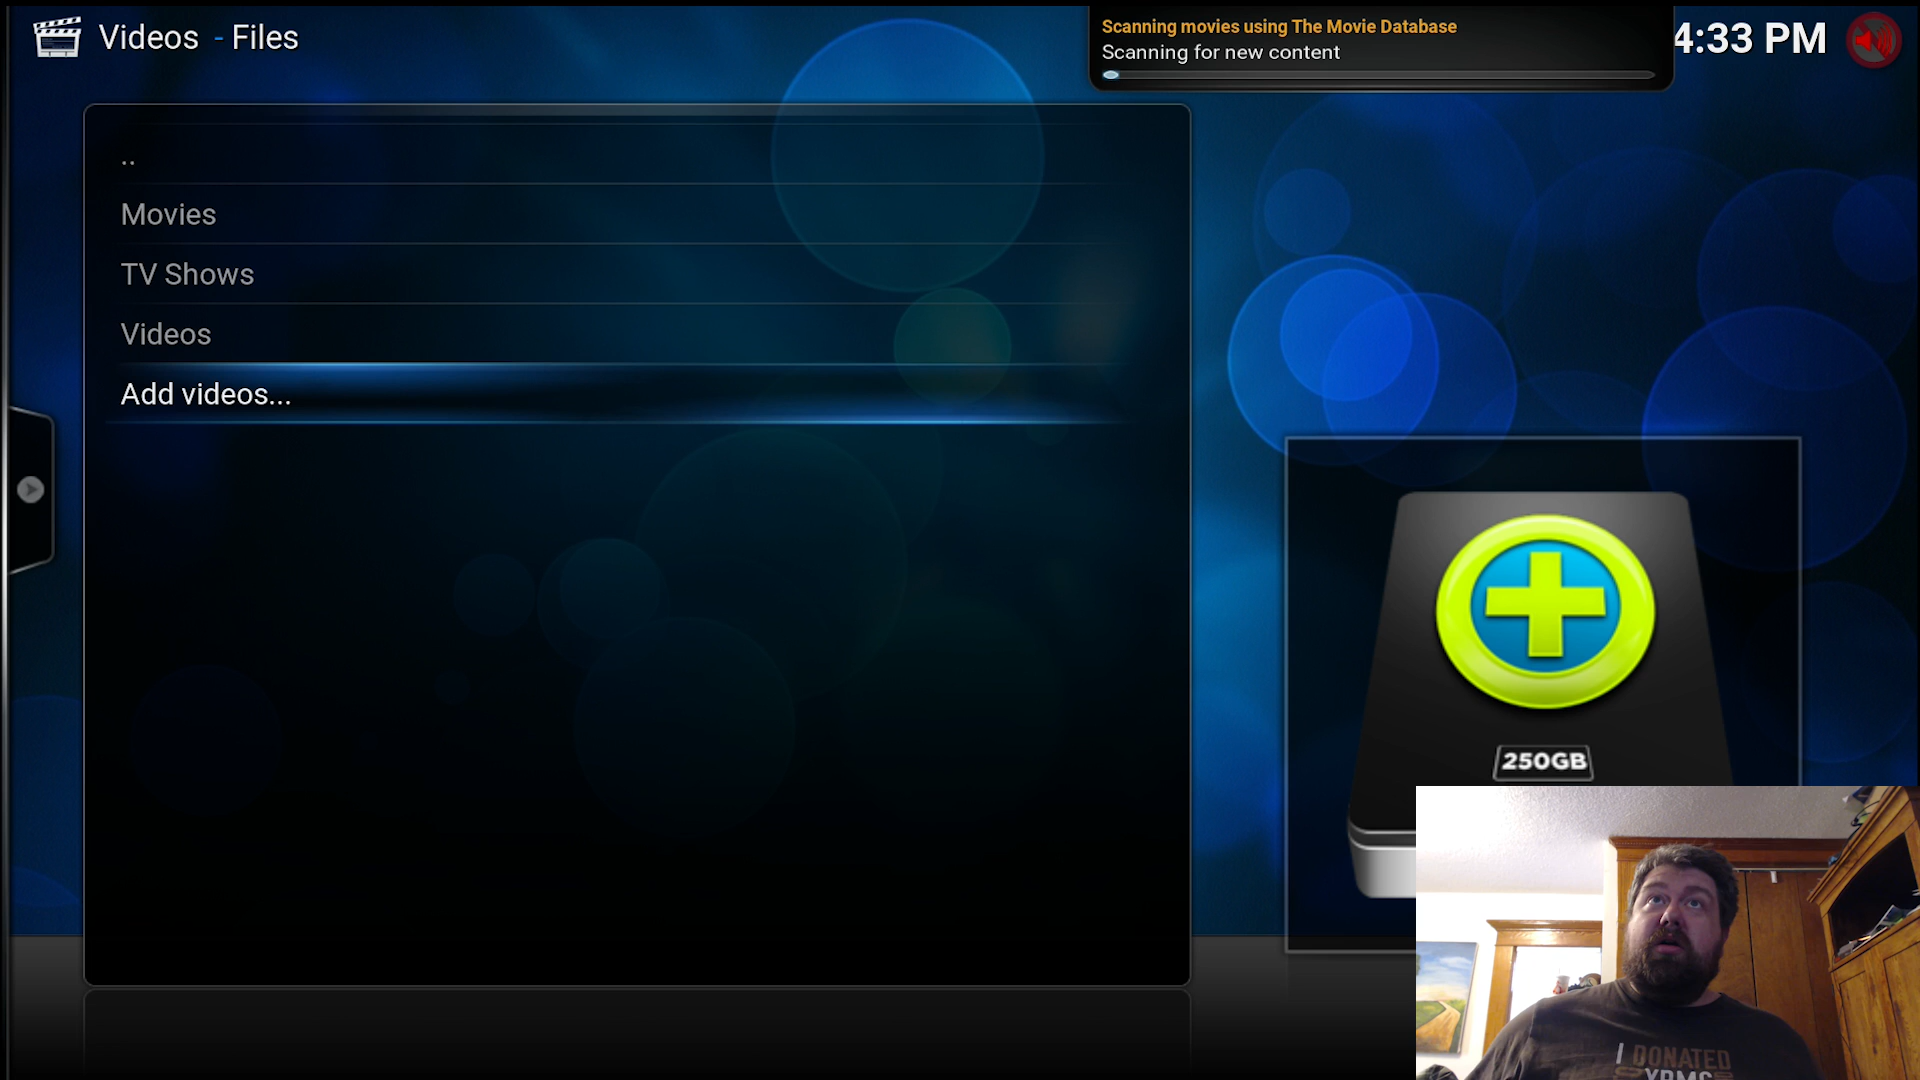 Videos - Files
Scanning movies using The Movie Database
Scanning for new content
4:33 PM
..
Movies
TV Shows
Videos
Add videos...
250GB
I DONATED